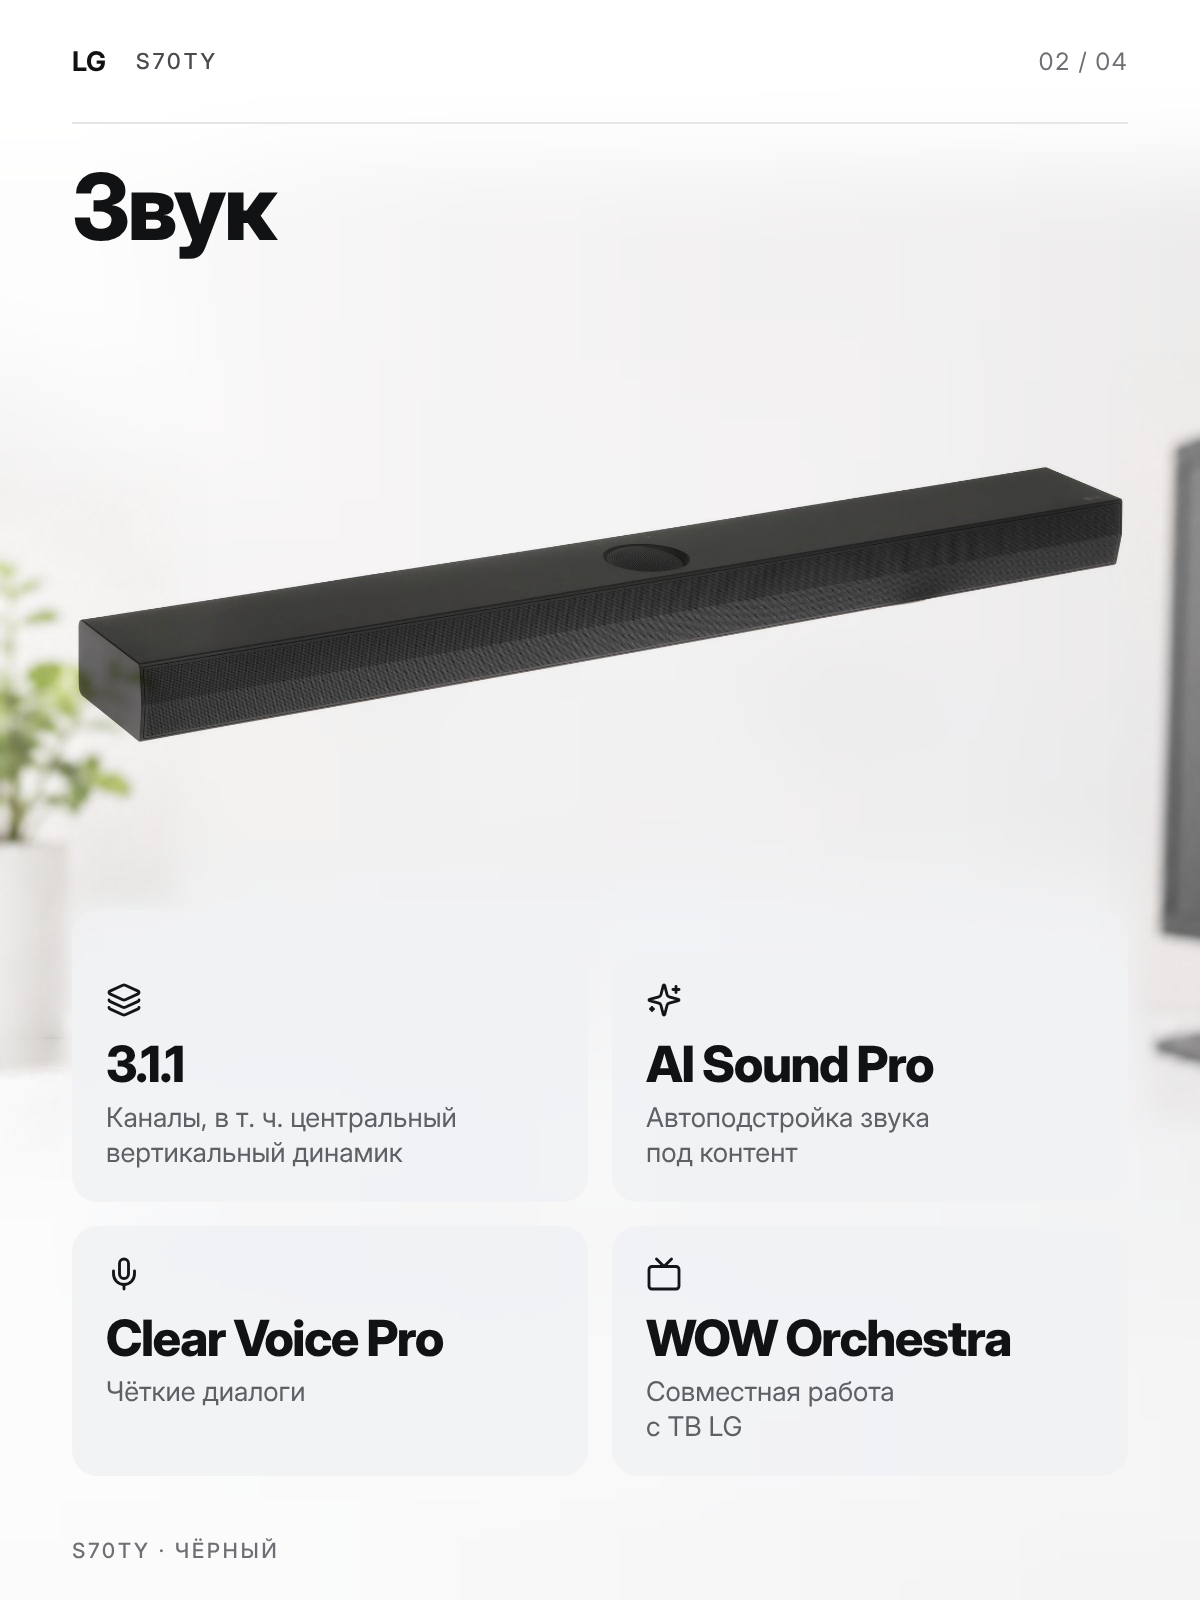 LG S70TY 02 / 04
Звук
3.1.1
Каналы, в т. ч. центральный
вертикальный динамик
AI Sound Pro
Автоподстройка звука
под контент
Clear Voice Pro
Чёткие диалоги
WOW Orchestra
Совместная работа
с ТВ LG
S70TY · ЧЁРНЫЙ